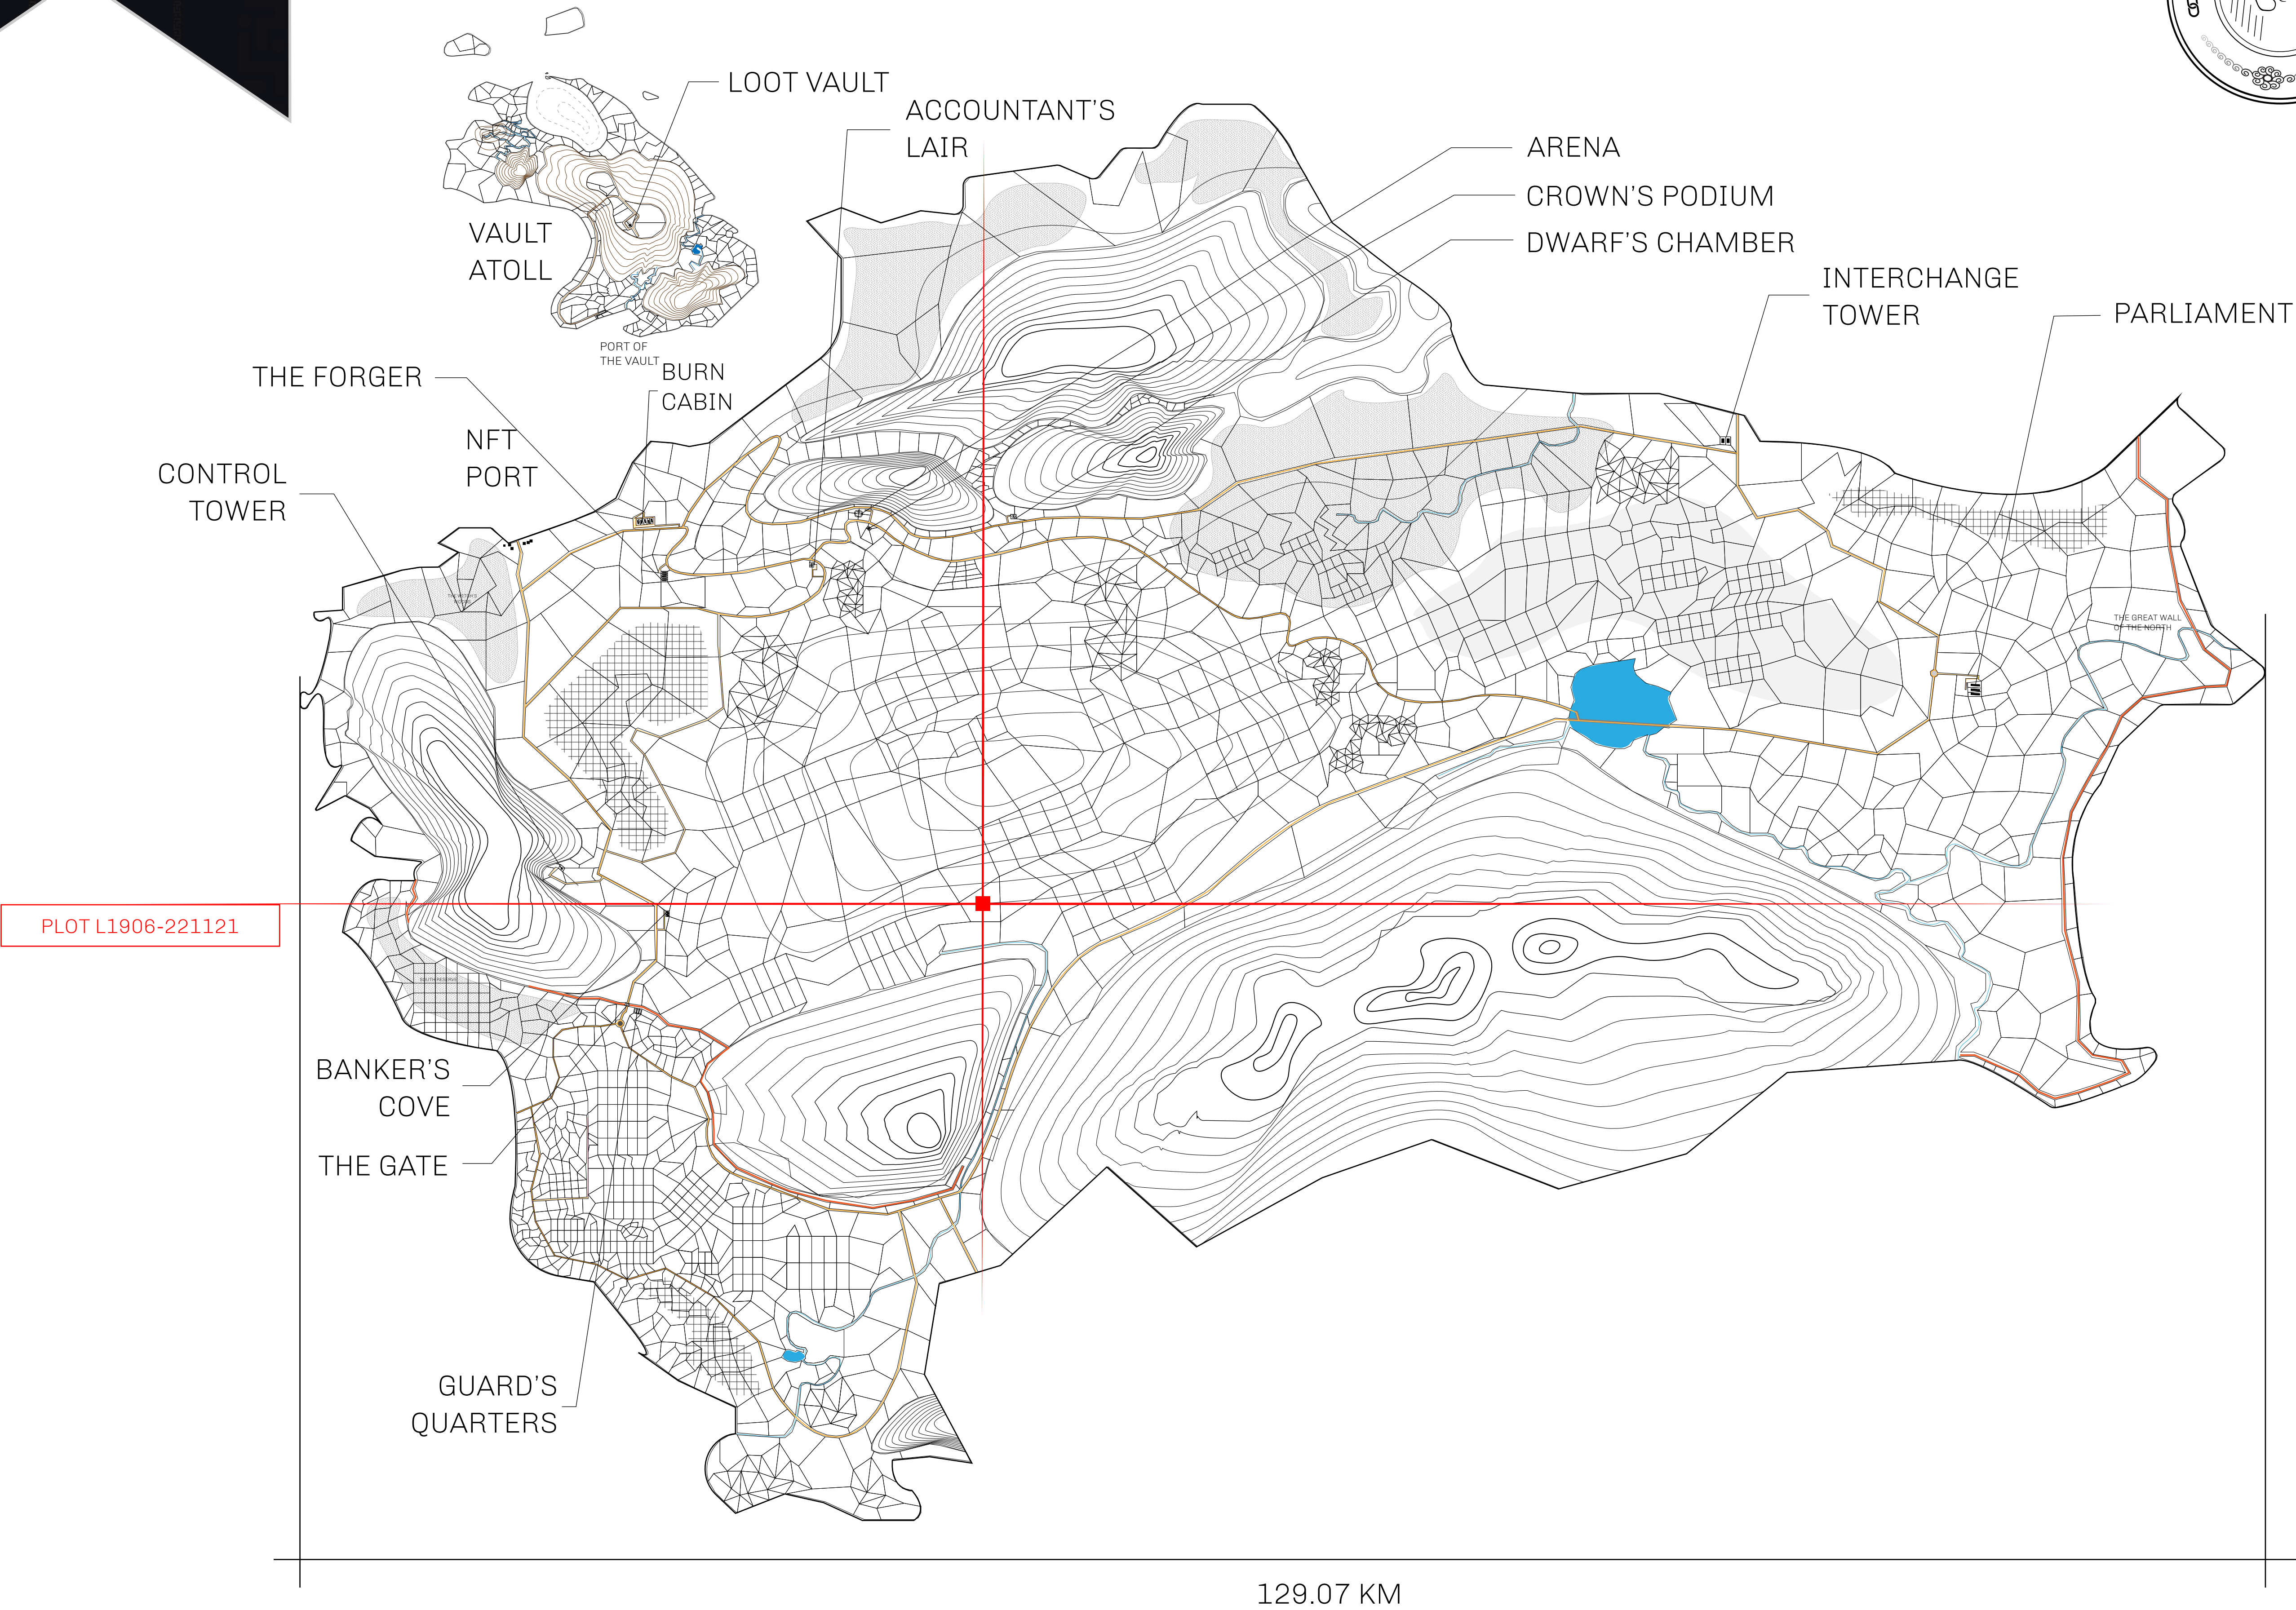 LOOT VAULT
ACCOUNTANT'S
LAIR
ARENA
CROWN'S PODIUM
DWARF'S CHAMBER
VAULT
ATOLL
INTERCHANGE
TOWER
PARLIAMENT
PORT OF
THE VAULT
BURN
CABIN
THE FORGER
NFT
PORT
CONTROL
TOWER
THE GREAT WALL
OF THE NORTH
PLOT L1906-221121
BANKER'S
COVE
THE GATE
GUARD'S
QUARTERS
129.07 KM